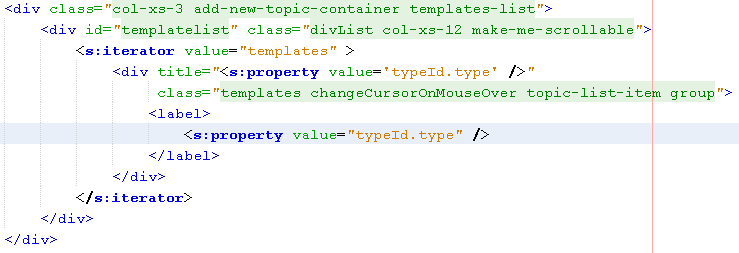 <div class="col-xs-3 add-new-topic-container templates-list">
<div id="templatelist" class="divList col-xs-12 make-me-scrollable">
<s:iterator value="templates" >
<div title="<s:property value='typeId.type' />"
class="templates changeCursorOnMouseOver topic-list-item group">
<label>
<s:property value="typeId.type" />
</label>
</div>
</s:iterator>
</div>
</div>